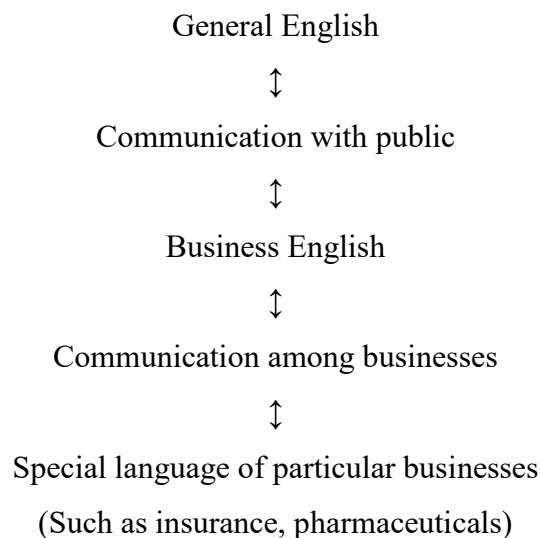 General English
↕
Communication with public
↕
Business English
↕
Communication among businesses
↕
Special language of particular businesses
(Such as insurance, pharmaceuticals)